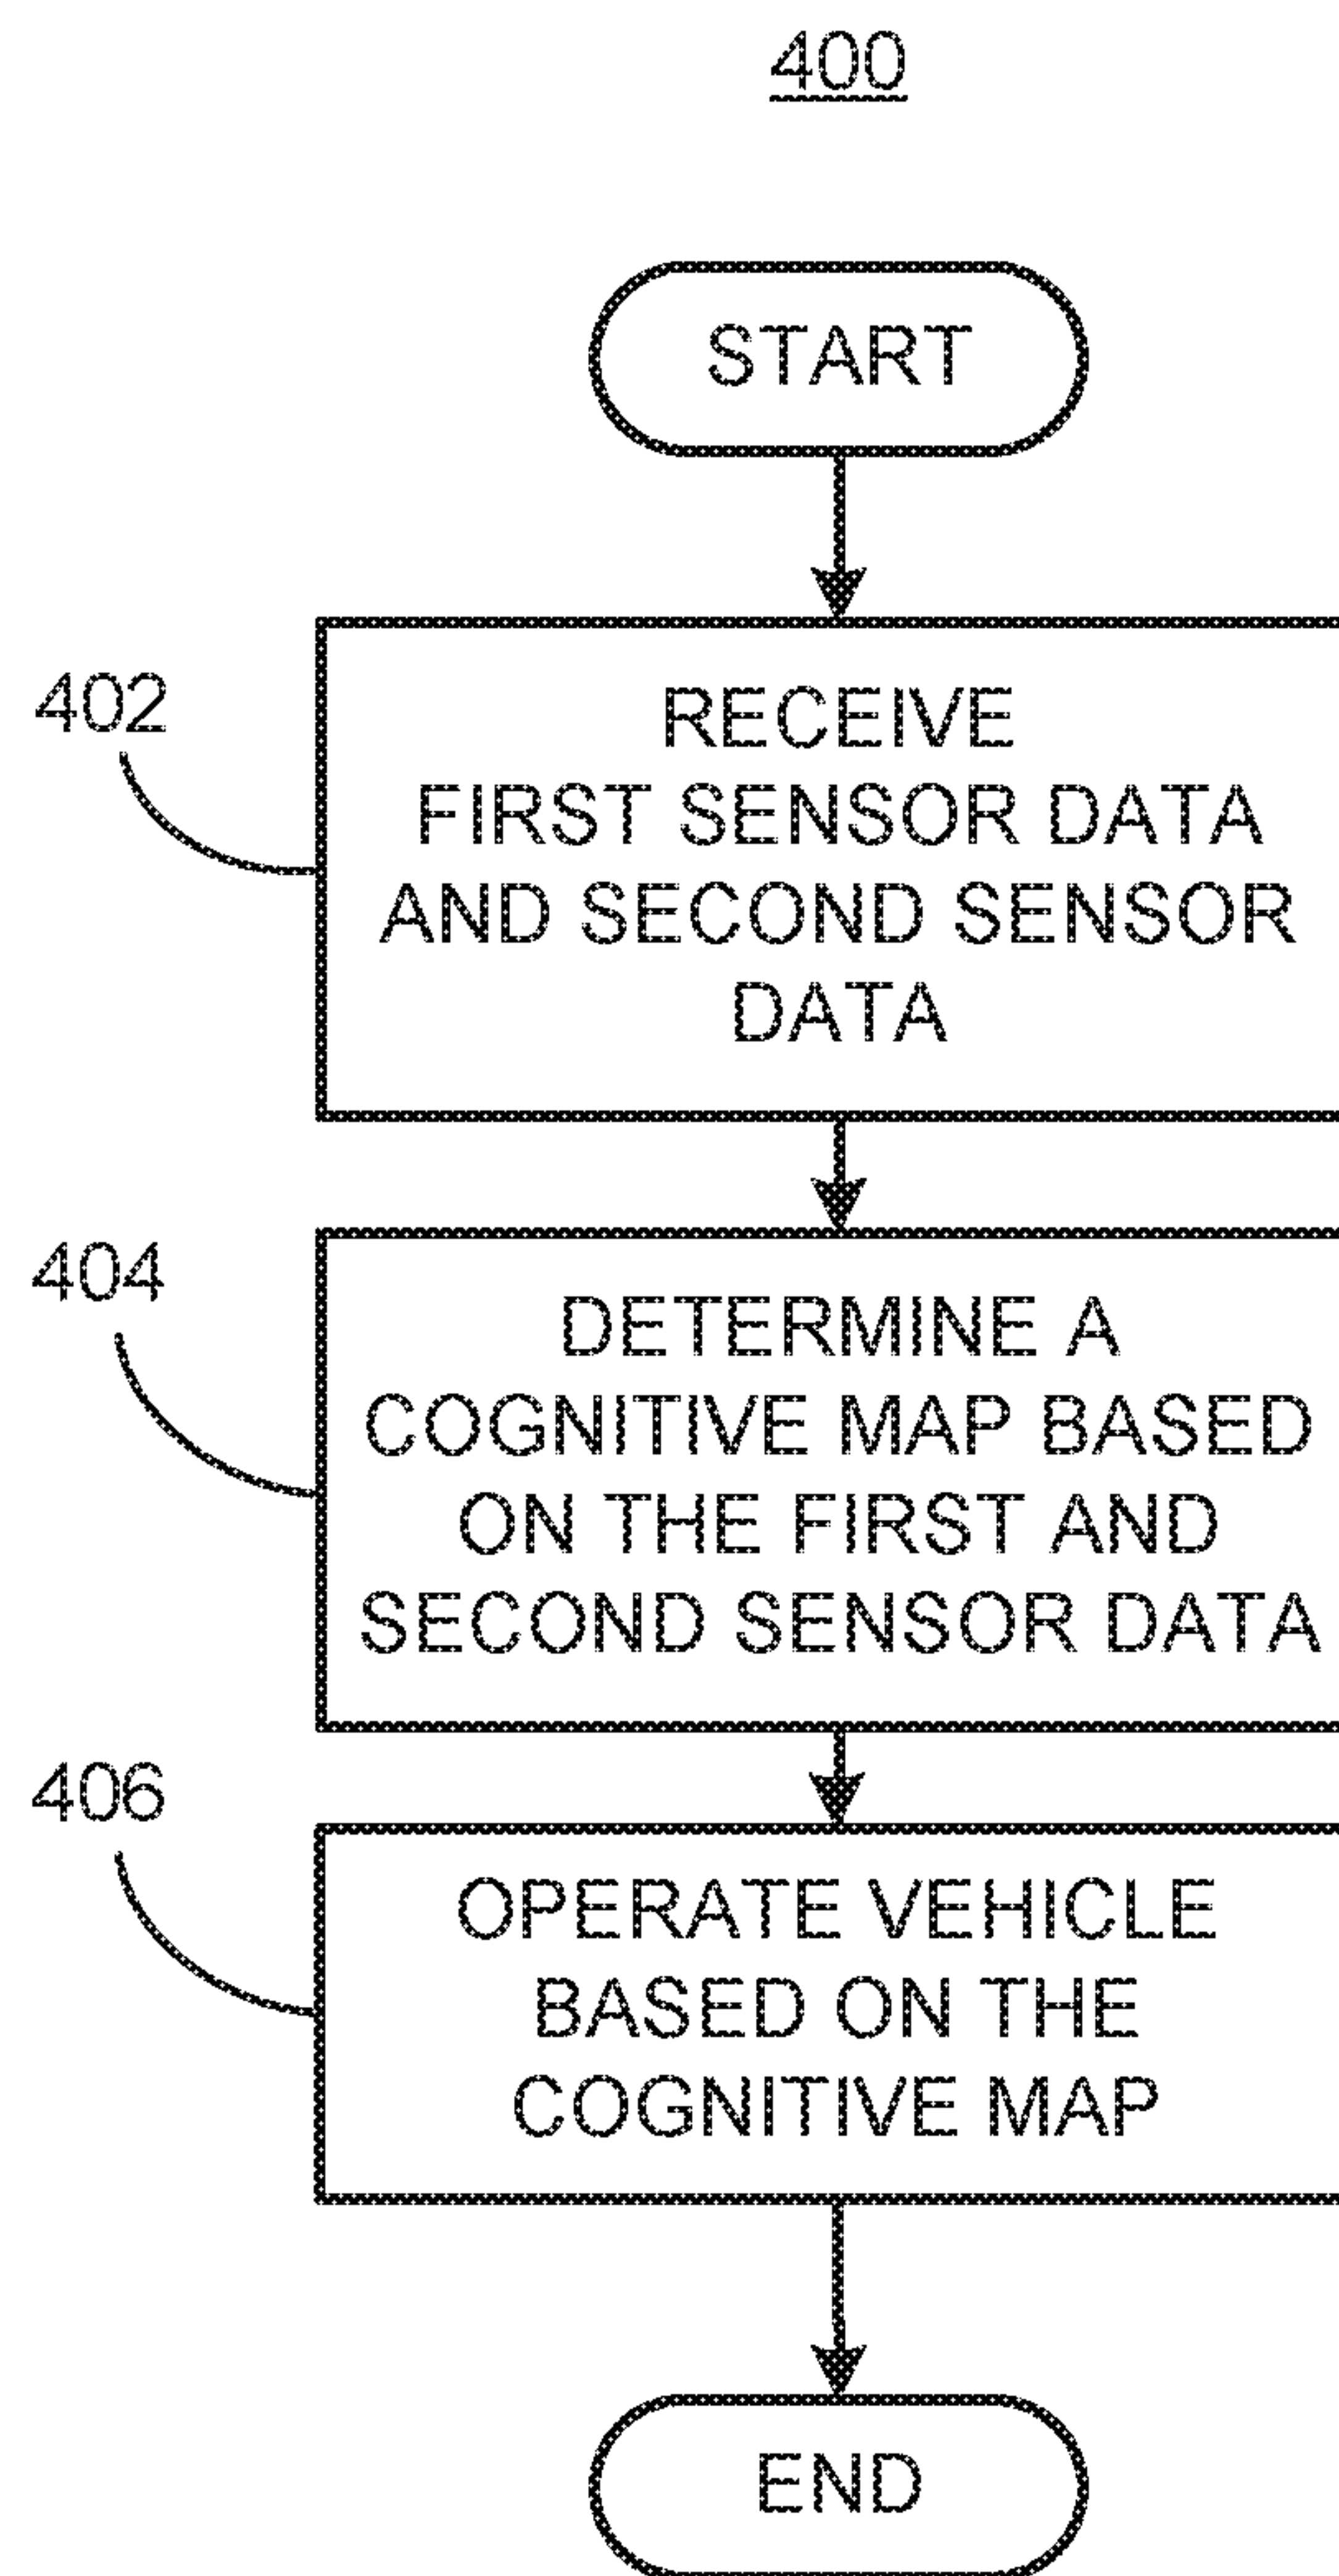 400
START
402
RECEIVE
FIRST SENSOR DATA
AND SECOND SENSOR
DATA
404
DETERMINE A
COGNITIVE MAP BASED
ON THE FIRST AND
SECOND SENSOR DATA
406
OPERATE VEHICLE
BASED ON THE
COGNITIVE MAP
END